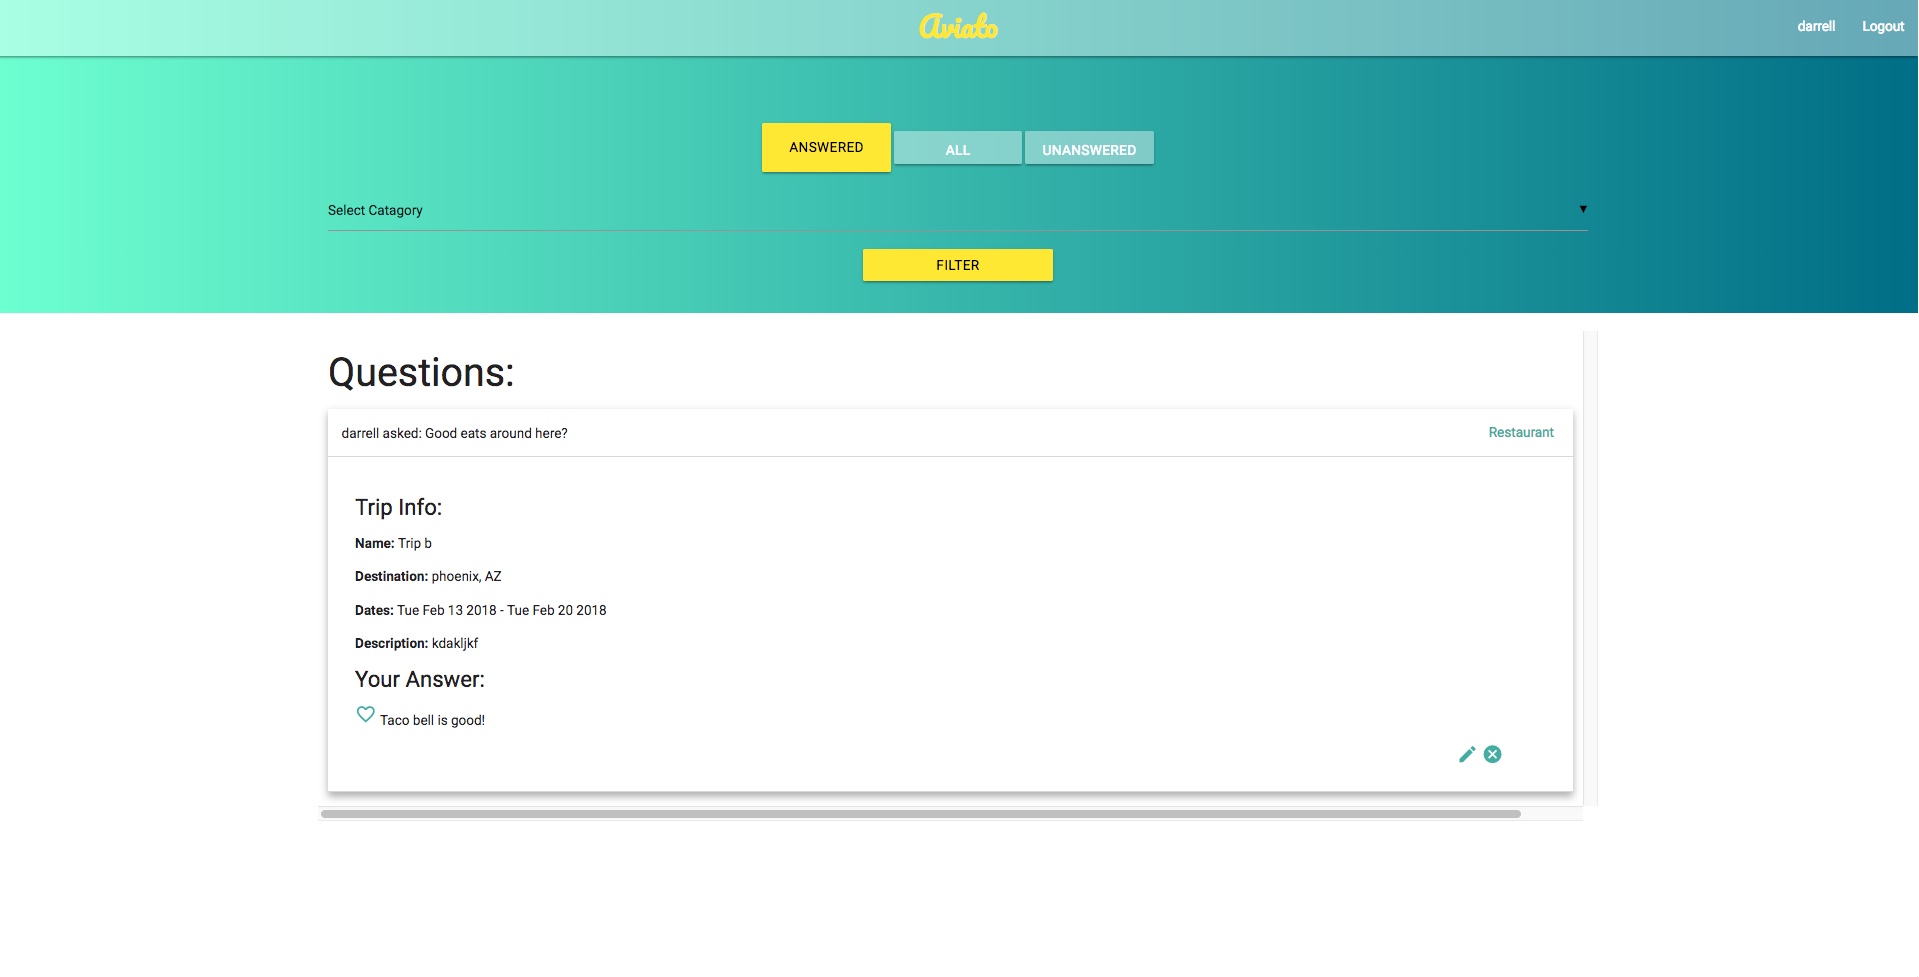 Aviato
darrell Logout
ANSWERED ALL UNANSWERED
Select Catagory ▼
FILTER
Questions:
darrell asked: Good eats around here? Restaurant
Trip Info:
Name: Trip b
Destination: phoenix, AZ
Dates: Tue Feb 13 2018 - Tue Feb 20 2018
Description: kdakljkf
Your Answer:
Taco bell is good!